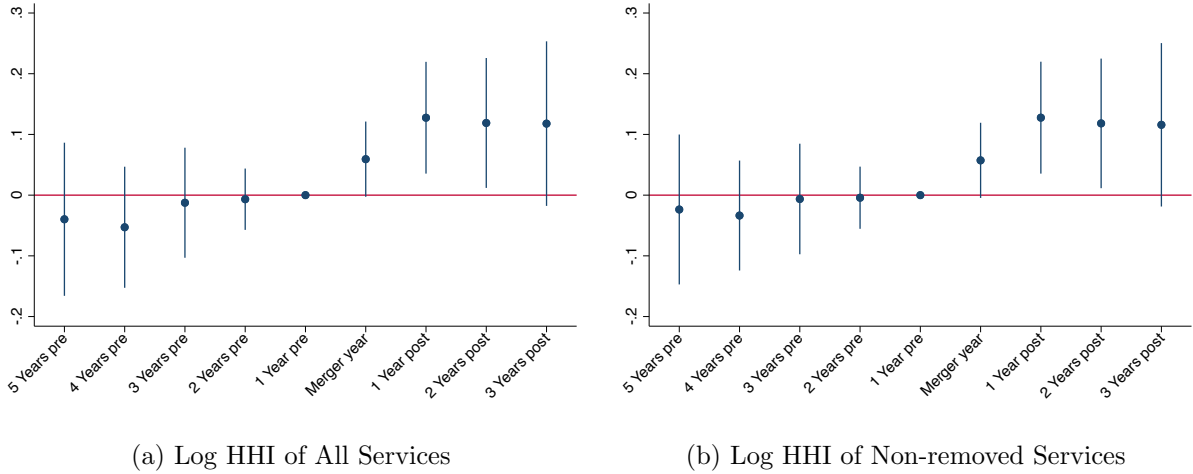 .3
.2
.1
0
-.1
-.2
5 Years pre
4 Years pre
3 Years pre
2 Years pre
1 Year pre
Merger year
1 Year post
2 Years post
3 Years post
(a) Log HHI of All Services
.3
.2
.1
0
-.1
-.2
5 Years pre
4 Years pre
3 Years pre
2 Years pre
1 Year pre
Merger year
1 Year post
2 Years post
3 Years post
(b) Log HHI of Non-removed Services